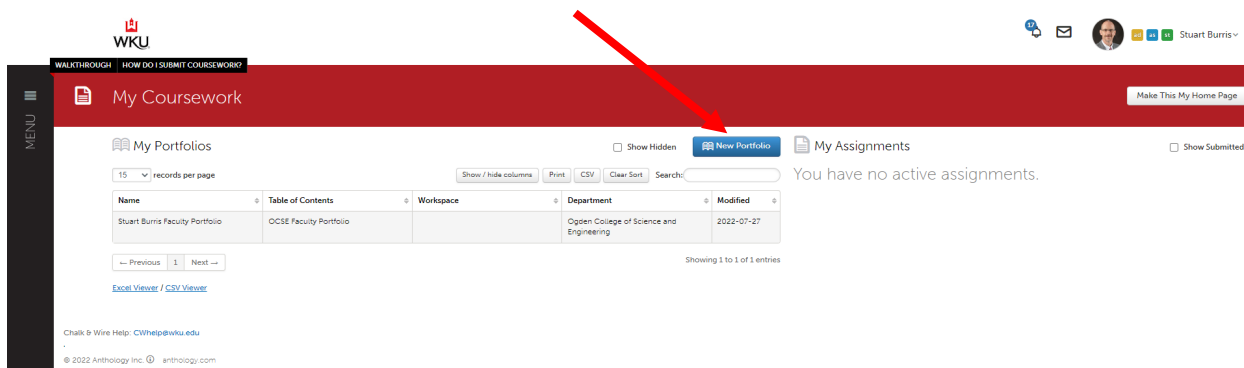 WKU
17
ad as st Stuart Burris
WALKTHROUGH HOW DO I SUBMIT COURSEWORK?
MENU
My Coursework
Make This My Home Page
My Portfolios
Show Hidden
New Portfolio
My Assignments
Show Submitted
15 records per page
Show / hide columns Print CSV Clear Sort Search:
You have no active assignments.
Name Table of Contents Workspace Department Modified
Stuart Burris Faculty Portfolio OCSE Faculty Portfolio Ogden College of Science and 2022-07-27
Engineering
← Previous 1 Next →
Showing 1 to 1 of 1 entries
Excel Viewer / CSV Viewer
Chalk & Wire Help: CWhelp@wku.edu
.
© 2022 Anthology Inc. anthology.com